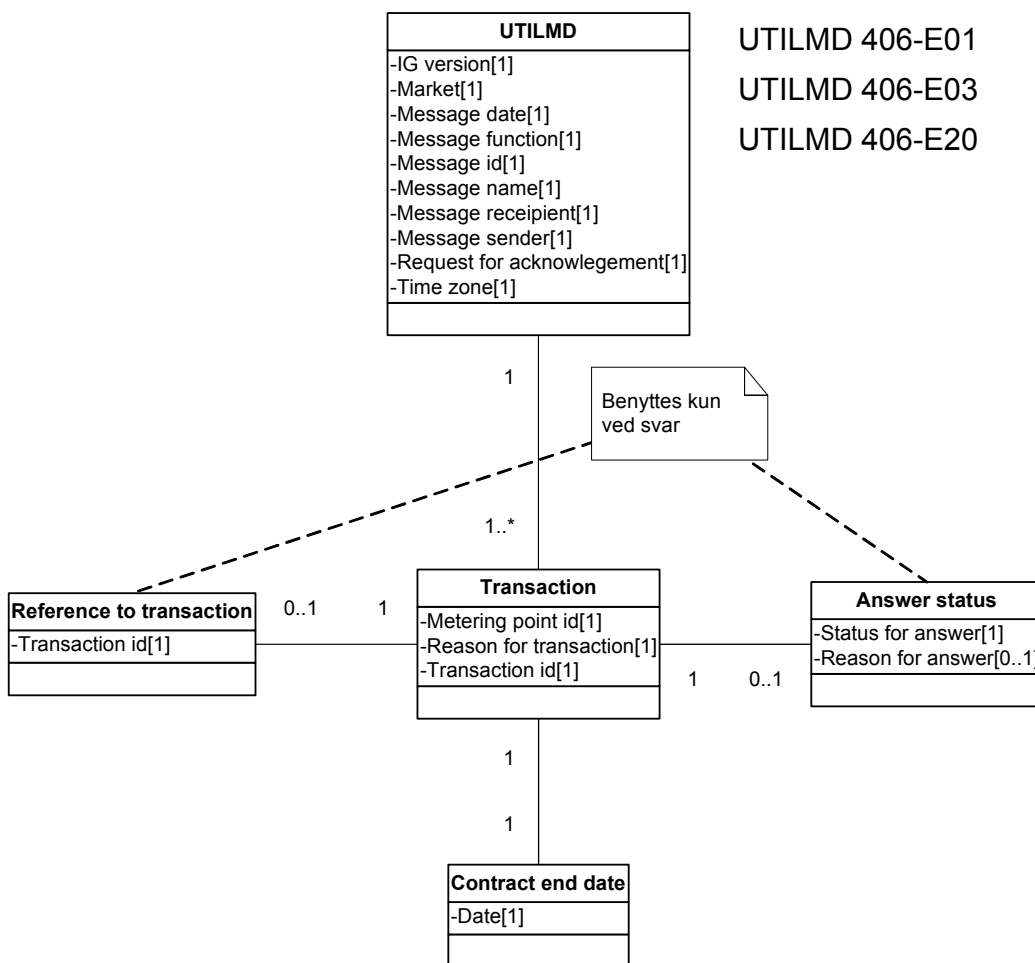 UTILMD
-IG version[1]
-Market[1]
-Message date[1]
-Message function[1]
-Message id[1]
-Message name[1]
-Message receipient[1]
-Message sender[1]
-Request for acknowlegement[1]
-Time zone[1]
UTILMD 406-E01
UTILMD 406-E03
UTILMD 406-E20
1
Benyttes kun
ved svar
1..*
Reference to transaction
-Transaction id[1]
0..1
1
Transaction
-Metering point id[1]
-Reason for transaction[1]
-Transaction id[1]
1
0..1
Answer status
-Status for answer[1]
-Reason for answer[0..1]
1
1
Contract end date
-Date[1]